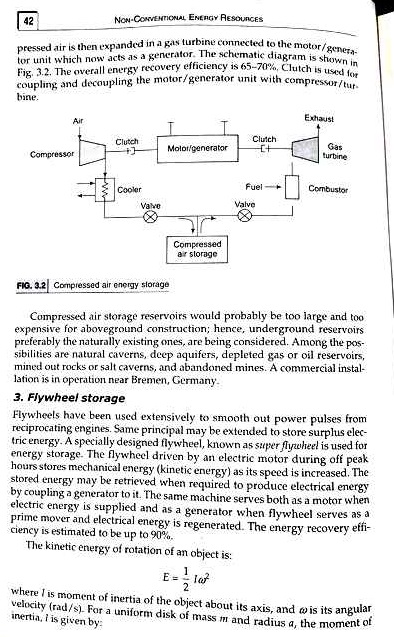 42
NON-CONVENTIONAL ENERGY RESOURCES
pressed air is then expanded in a gas turbine connected to the motor/genera-
tor unit which now acts as a generator. The schematic diagram is shown in
Fig. 3.2. The overall energy recovery efficiency is 65–70%. Clutch is used for
coupling and decoupling the motor/generator unit with compressor/tur-
bine.
Air
Exhaust
Clutch
Clutch
Compressor
Motor/generator
Gas
turbine
Cooler
Fuel
Combustor
Valve
Valve
Compressed
air storage
FIG. 3.2 Compressed air energy storage
Compressed air storage reservoirs would probably be too large and too
expensive for aboveground construction; hence, underground reservoirs
preferably the naturally existing ones, are being considered. Among the pos-
sibilities are natural caverns, deep aquifers, depleted gas or oil reservoirs,
mined out rocks or salt caverns, and abandoned mines. A commercial instal-
lation is in operation near Bremen, Germany.
3. Flywheel storage
Flywheels have been used extensively to smooth out power pulses from
reciprocating engines. Same principal may be extended to store surplus elec-
tric energy. A specially designed flywheel, known as super flywheel is used for
energy storage. The flywheel driven by an electric motor during off peak
hours stores mechanical energy (kinetic energy) as its speed is increased. The
stored energy may be retrieved when required to produce electrical energy
by coupling a generator to it. The same machine serves both as a motor when
electric energy is supplied and as a generator when flywheel serves as a
prime mover and electrical energy is regenerated. The energy recovery effi-
ciency is estimated to be up to 90%.
The kinetic energy of rotation of an object is:
E = 1/2 Iω²
where I is moment of inertia of the object about its axis, and ω is its angular
velocity (rad/s). For a uniform disk of mass m and radius a, the moment of
inertia, I is given by: